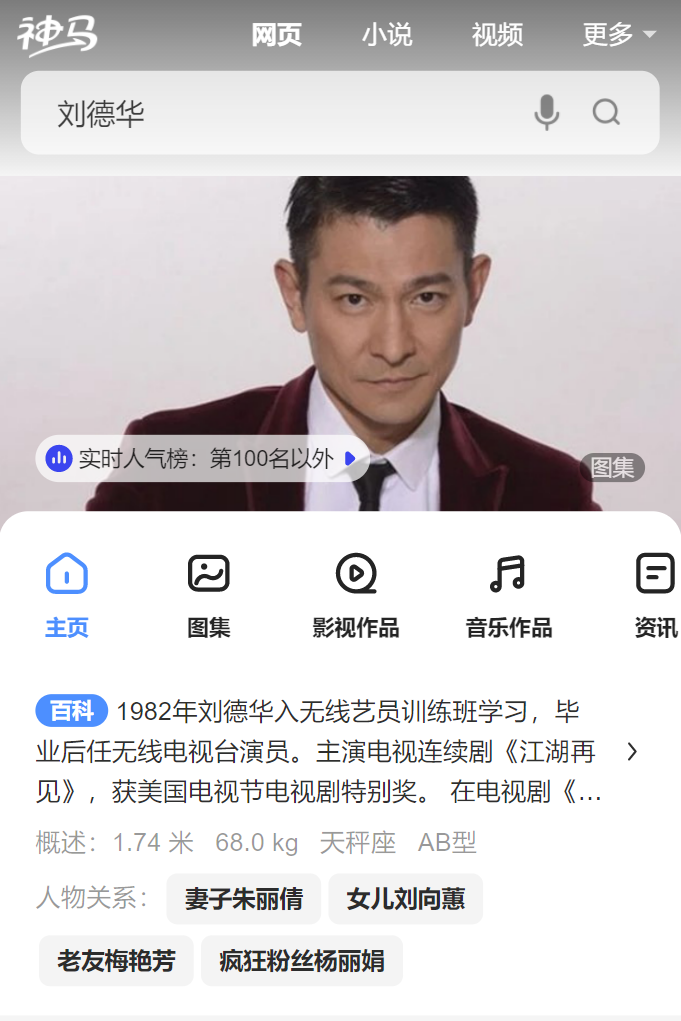 神马
网页 小说 视频 更多
刘德华
实时人气榜：第100名以外
图集
主页 图集 影视作品 音乐作品 资讯
百科 1982年刘德华入无线艺员训练班学习，毕
业后任无线电视台演员。主演电视连续剧《江湖再
见》，获美国电视节电视剧特别奖。 在电视剧《...
概述：1.74 米 68.0 kg 天秤座 AB型
人物关系： 妻子朱丽倩 女儿刘向蕙
老友梅艳芳 疯狂粉丝杨丽娟